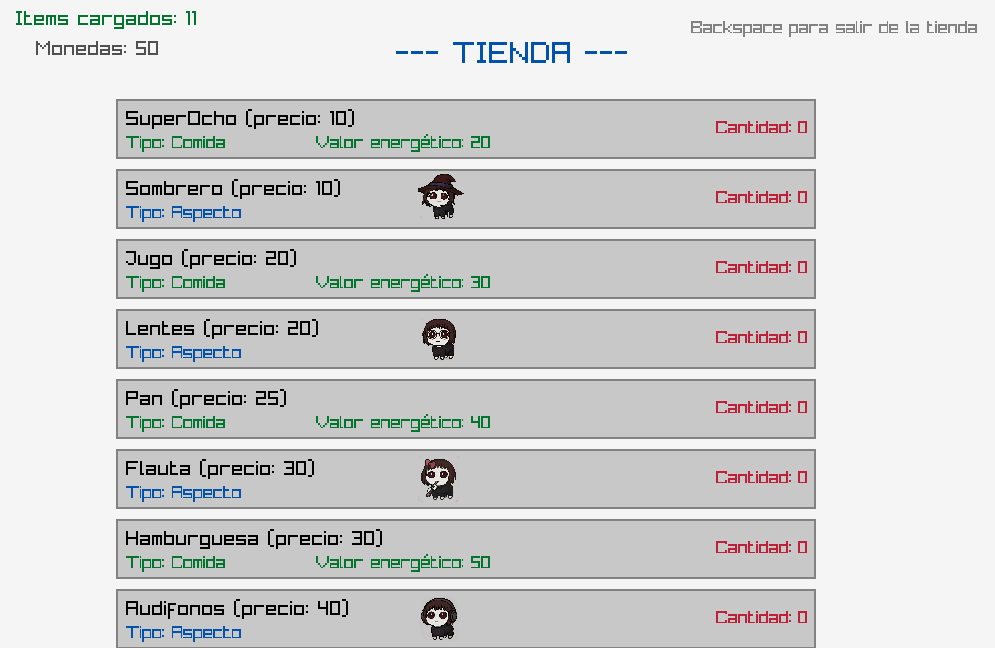 Items cargados: 11
Monedas: 50
--- TIENDA ---
Backspace para salir de la tienda
SuperOcho (precio: 10)
Tipo: Comida Valor energético: 20
Cantidad: 0
Sombrero (precio: 10)
Tipo: Aspecto
Cantidad: 0
Jugo (precio: 20)
Tipo: Comida Valor energético: 30
Cantidad: 0
Lentes (precio: 20)
Tipo: Aspecto
Cantidad: 0
Pan (precio: 25)
Tipo: Comida Valor energético: 40
Cantidad: 0
Flauta (precio: 30)
Tipo: Aspecto
Cantidad: 0
Hamburguesa (precio: 30)
Tipo: Comida Valor energético: 50
Cantidad: 0
Audifonos (precio: 40)
Tipo: Aspecto
Cantidad: 0